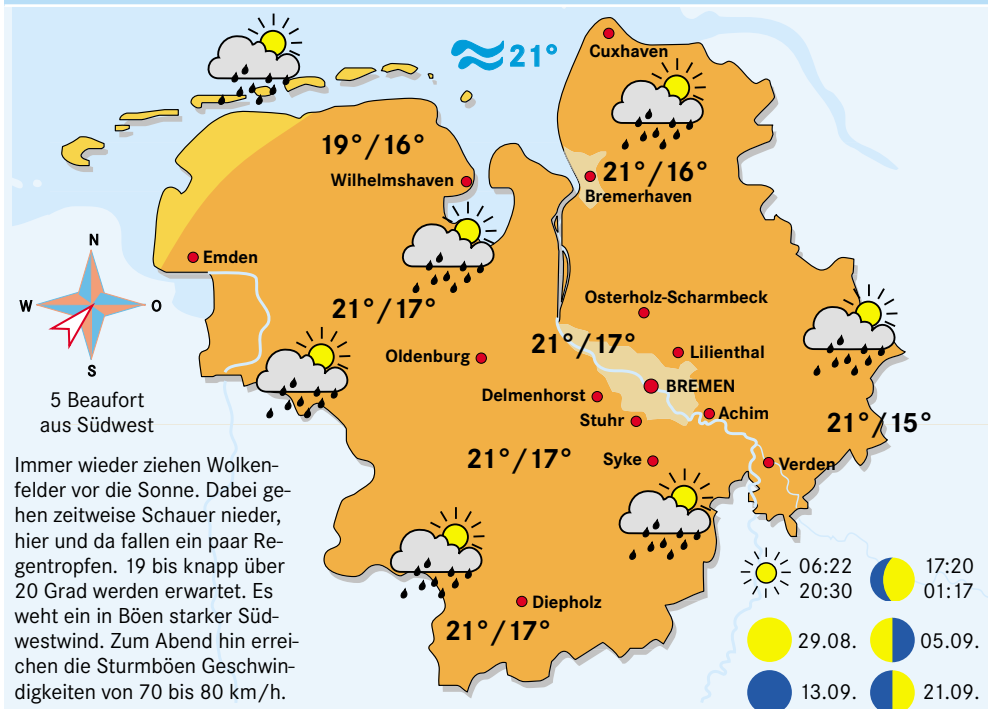 21°
Cuxhaven
19°/16°
Wilhelmshaven
21°/16°
Bremerhaven
N
W
O
S
Emden
21°/17°
Osterholz-Scharmbeck
21°/17°
Oldenburg
Lilienthal
BREMEN
Delmenhorst
Achim
Stuhr
21°/15°
21°/17°
Syke
Verden
Diepholz
21°/17°
5 Beaufort
aus Südwest
Immer wieder ziehen Wolken-
felder vor die Sonne. Dabei ge-
hen zeitweise Schauer nieder,
hier und da fallen ein paar Re-
gentropfen. 19 bis knapp über
20 Grad werden erwartet. Es
weht ein in Böen starker Süd-
westwind. Zum Abend hin errei-
chen die Sturmböen Geschwin-
digkeiten von 70 bis 80 km/h.
06:22
20:30
17:20
01:17
29.08.
05.09.
13.09.
21.09.